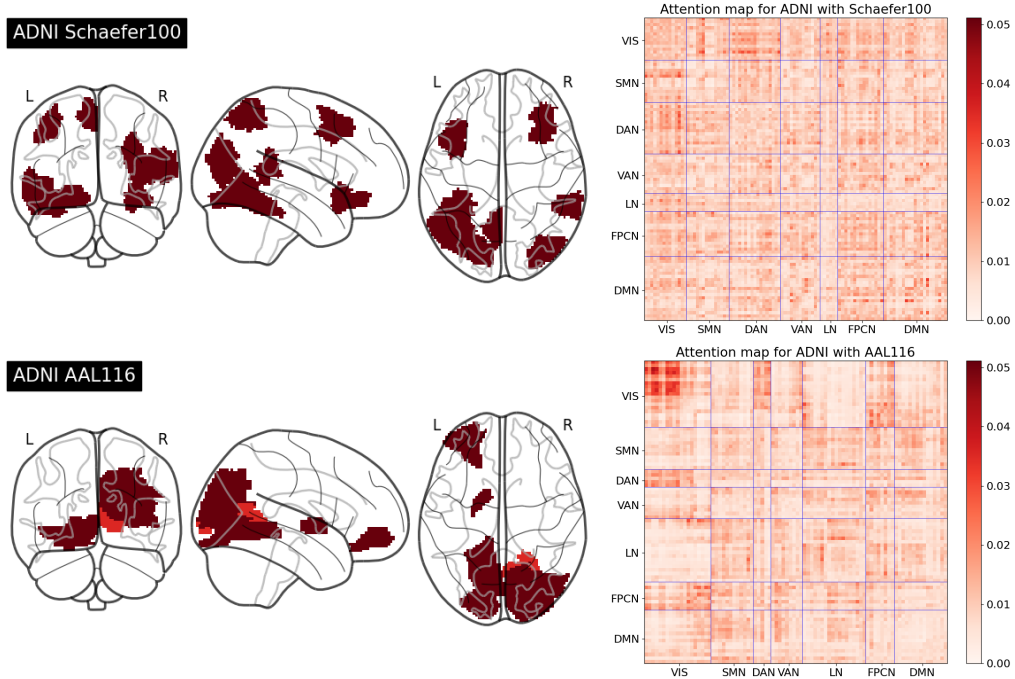 ADNI Schaefer100
L R
L R
Attention map for ADNI with Schaefer100
VIS
SMN
DAN
VAN
LN
FPCN
DMN
VIS SMN DAN VAN LN FPCN DMN
0.05
0.04
0.03
0.02
0.01
0.00
ADNI AAL116
L R
L R
Attention map for ADNI with AAL116
VIS
SMN
DAN
VAN
LN
FPCN
DMN
VIS SMN DAN VAN LN FPCN DMN
0.05
0.04
0.03
0.02
0.01
0.00